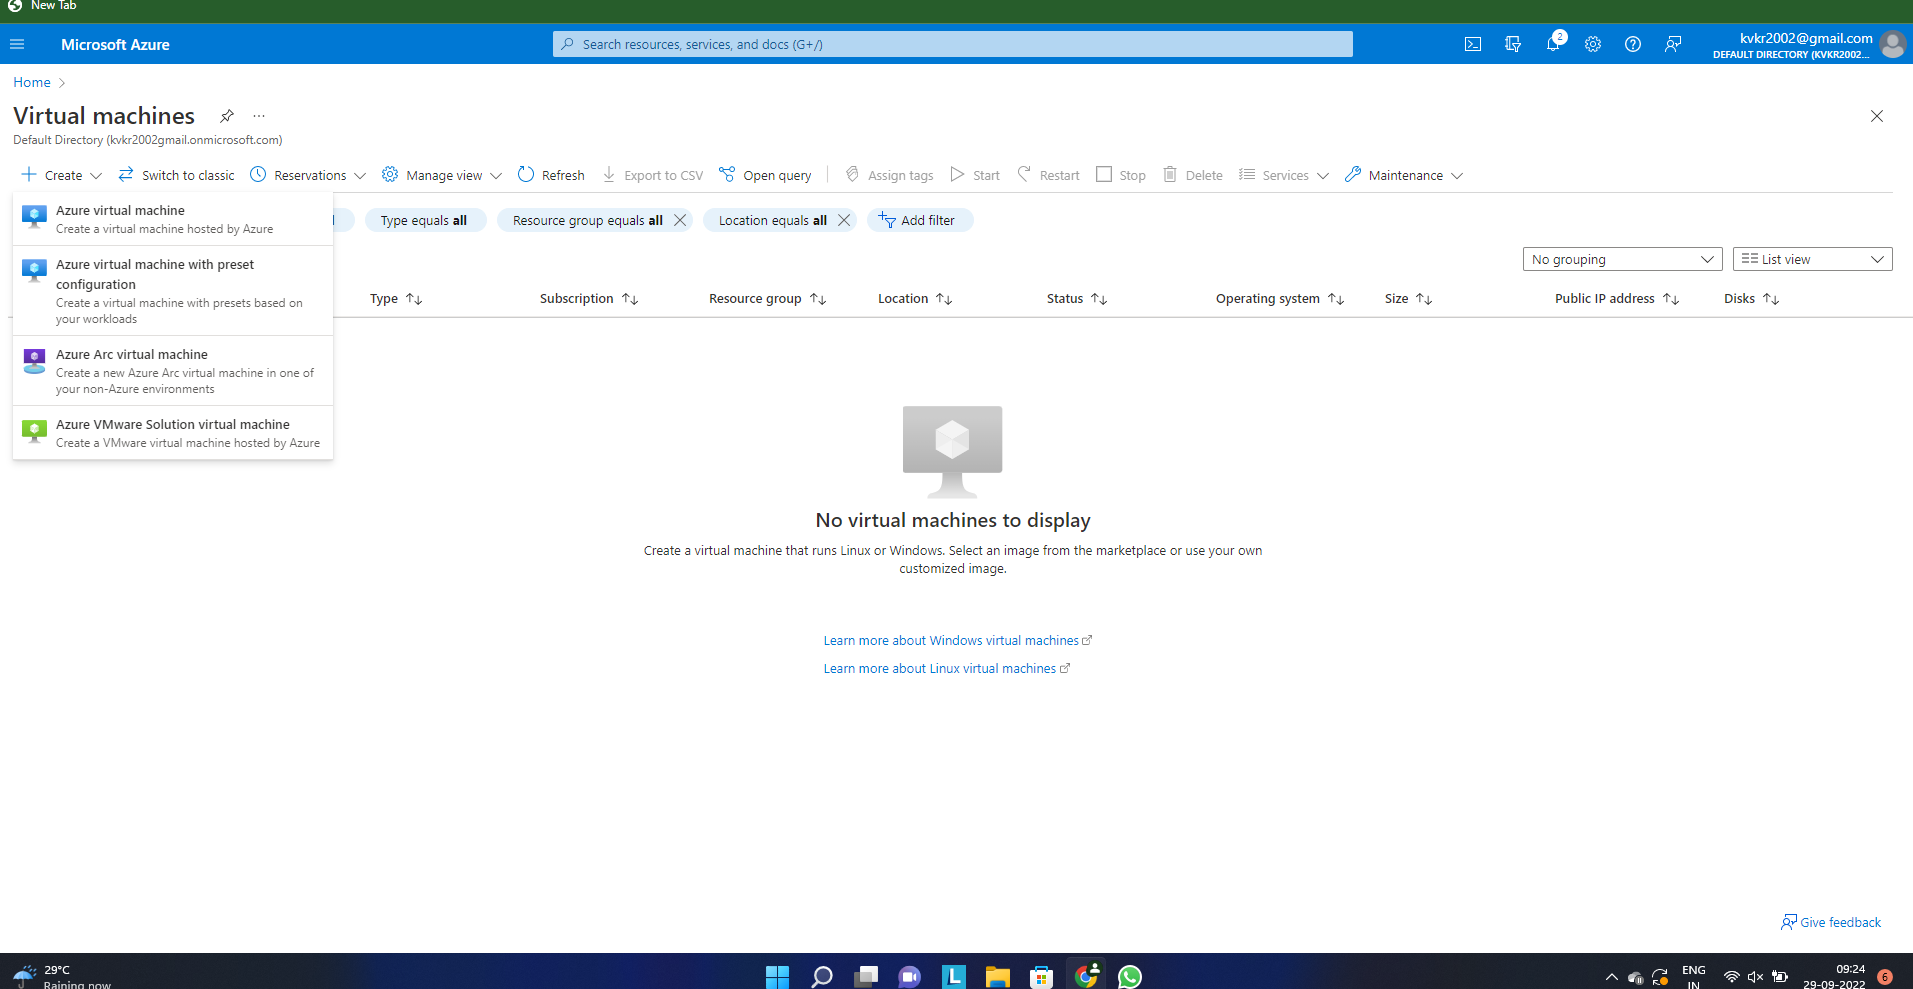 New Tab
Microsoft Azure
Search resources, services, and docs (G+/)
2
kvkr2002@gmail.com
DEFAULT DIRECTORY (KVKR2002...
Home
Virtual machines
Default Directory (kvkr2002gmail.onmicrosoft.com)
Create
Switch to classic
Reservations
Manage view
Refresh
Export to CSV
Open query
Assign tags
Start
Restart
Stop
Delete
Services
Maintenance
Azure virtual machine
Create a virtual machine hosted by Azure
Azure virtual machine with preset
configuration
Create a virtual machine with presets based on
your workloads
Azure Arc virtual machine
Create a new Azure Arc virtual machine in one of
your non-Azure environments
Azure VMware Solution virtual machine
Create a VMware virtual machine hosted by Azure
Type equals all
Resource group equals all
Location equals all
Add filter
No grouping
List view
Type
Subscription
Resource group
Location
Status
Operating system
Size
Public IP address
Disks
No virtual machines to display
Create a virtual machine that runs Linux or Windows. Select an image from the marketplace or use your own
customized image.
Learn more about Windows virtual machines
Learn more about Linux virtual machines
Give feedback
29°C
Raining now
L
ENG
IN
09:24
29-09-2022
6